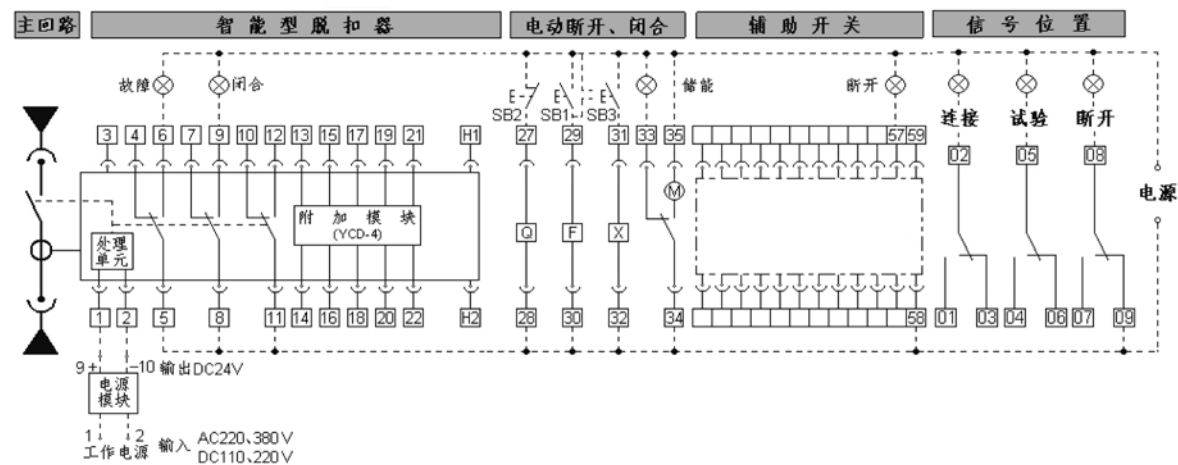 主回路 智能型脱扣器 电动断开、闭合 辅助开关 信号位置
故障 闭合 储能 断开
SB2 SB1 SB3
连接 试验 断开
3 4 6 7 9 10 12 13 15 17 19 21 H1 27 29 31 33 35 57 59
02 05 08
M
电源
附加模块
(YCD-4)
Q F X
处理
单元
1 2 5 8 11 14 16 18 20 22 H2 28 30 32 34 58 01 03 04 06 07 09
9 + −10 输出DC24V
电源
模块
1 2
工作电源 输入 AC220、380V
DC110、220V